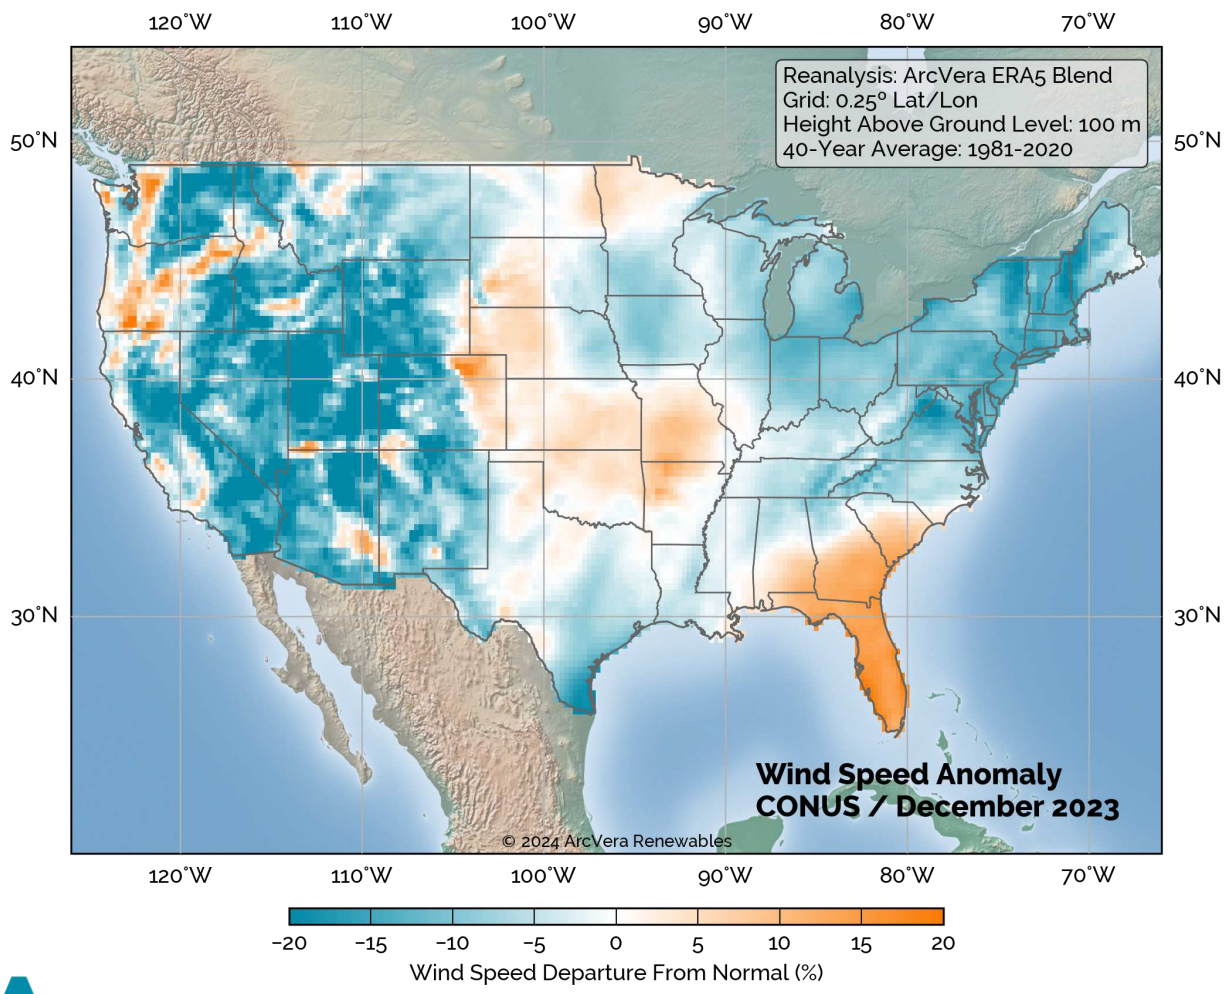 120°W 110°W 100°W 90°W 80°W 70°W
Reanalysis: ArcVera ERA5 Blend
Grid: 0.25º Lat/Lon
Height Above Ground Level: 100 m
40-Year Average: 1981-2020
50°N 50°N
40°N 40°N
30°N 30°N
Wind Speed Anomaly
CONUS / December 2023
© 2024 ArcVera Renewables
120°W 110°W 100°W 90°W 80°W 70°W
−20 −15 −10 −5 0 5 10 15 20
Wind Speed Departure From Normal (%)